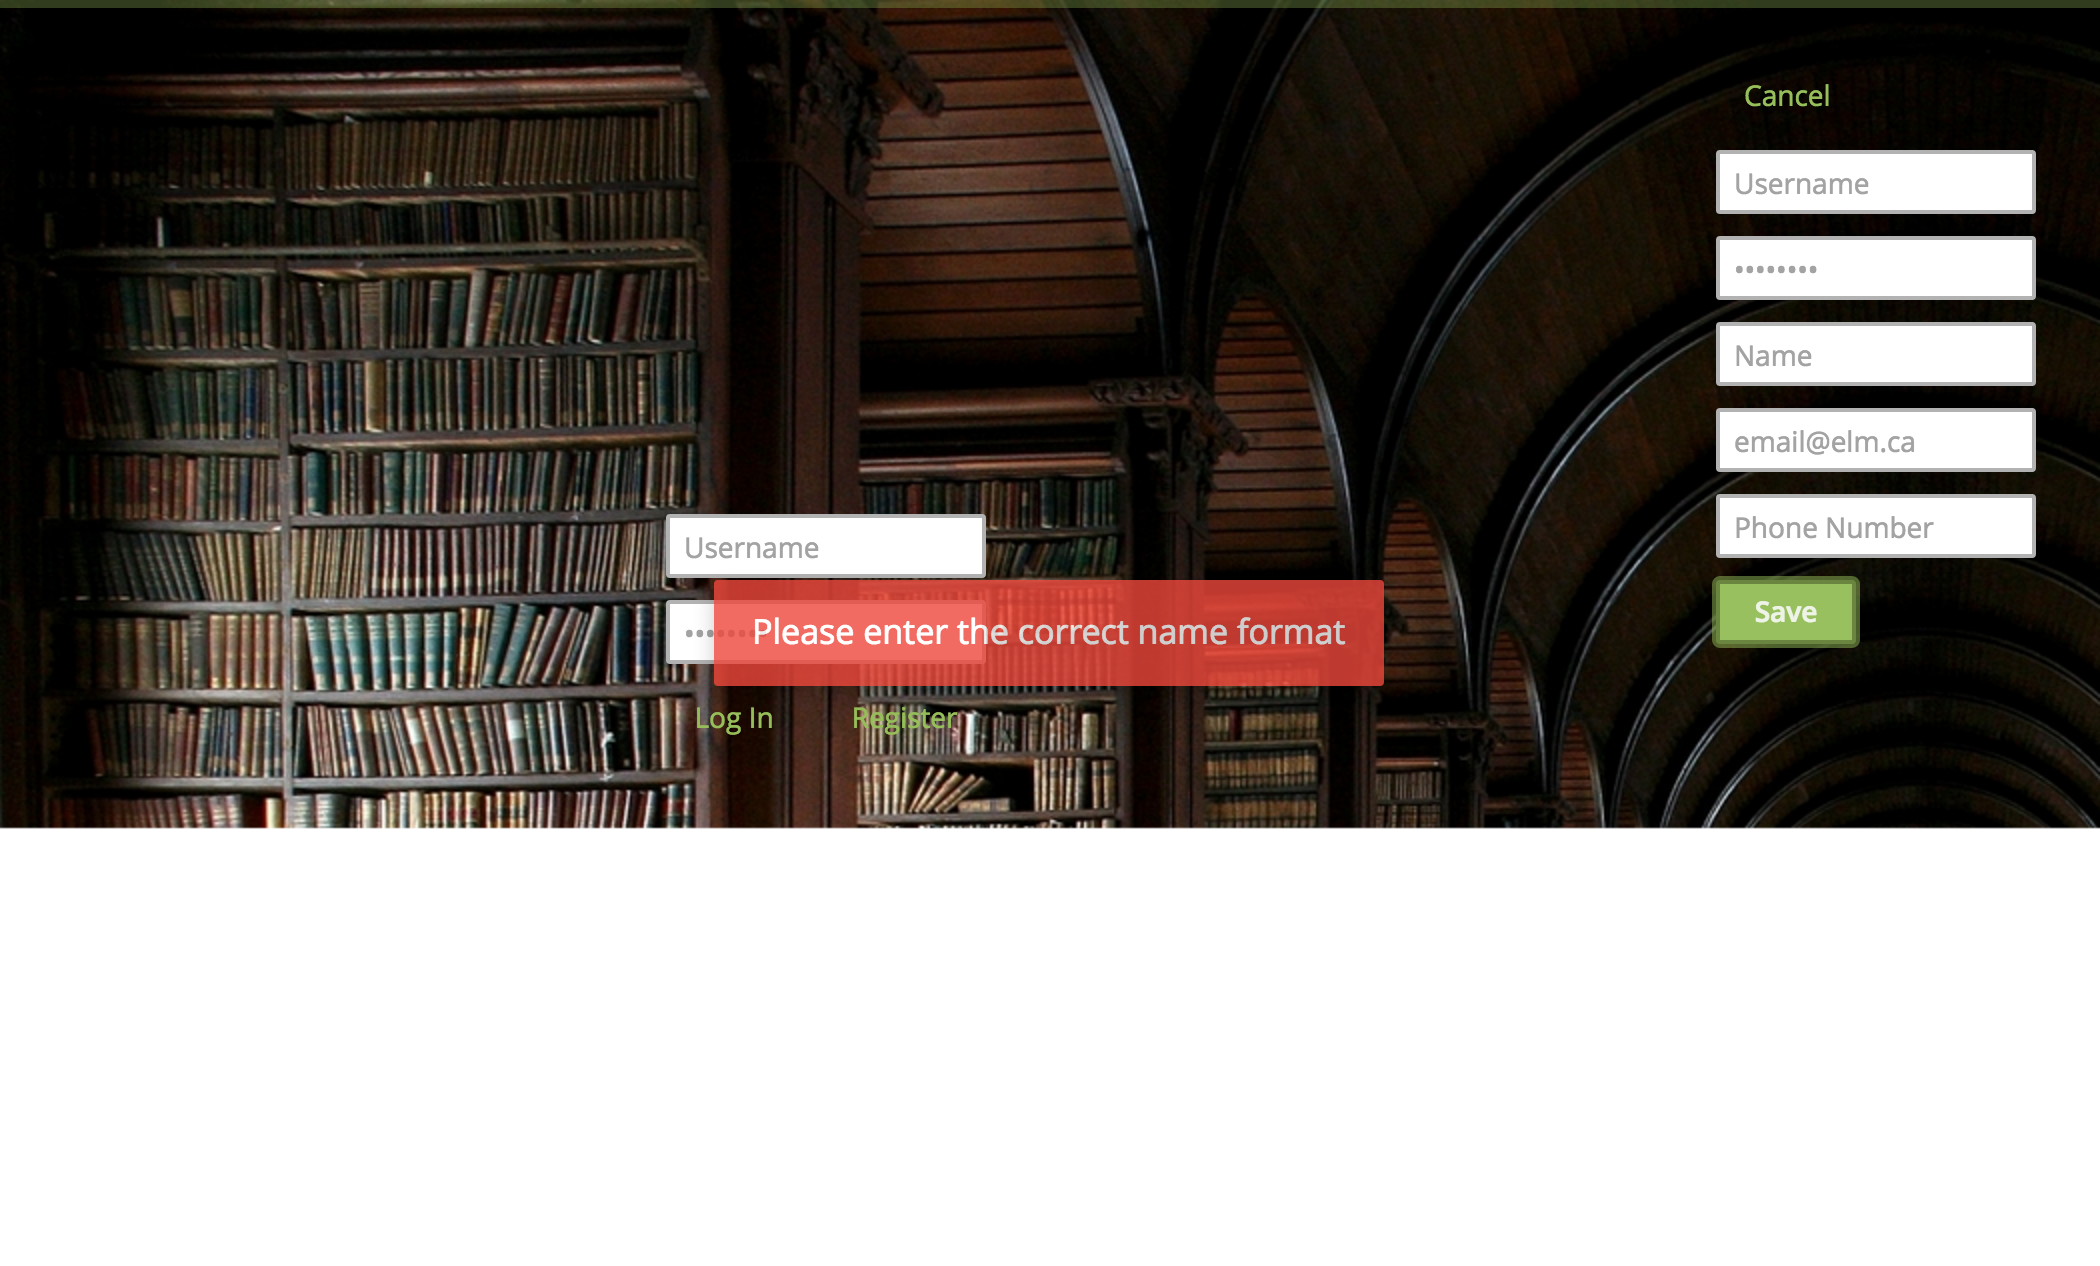 Cancel
Username
••••••••
Name
email@elm.ca
Phone Number
Save
Username
•••••••
Please enter the correct name format
Log In
Register